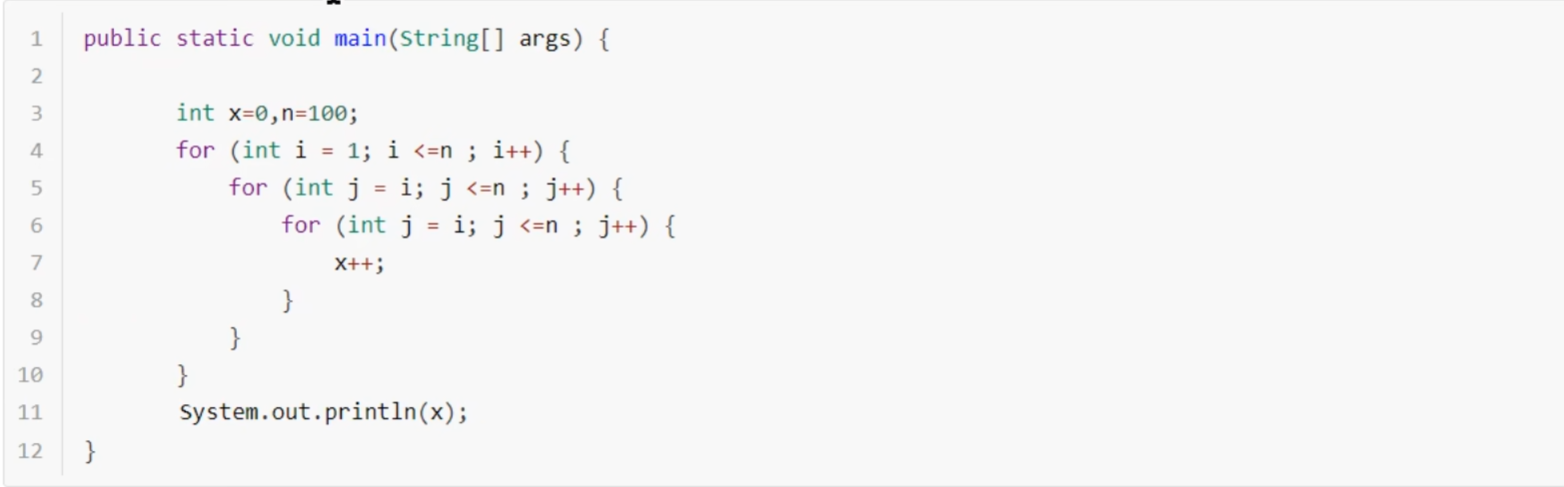 1 public static void main(String[] args) {
2
3 int x=0,n=100;
4 for (int i = 1; i <=n ; i++) {
5 for (int j = i; j <=n ; j++) {
6 for (int j = i; j <=n ; j++) {
7 x++;
8 }
9 }
10 }
11 System.out.println(x);
12 }